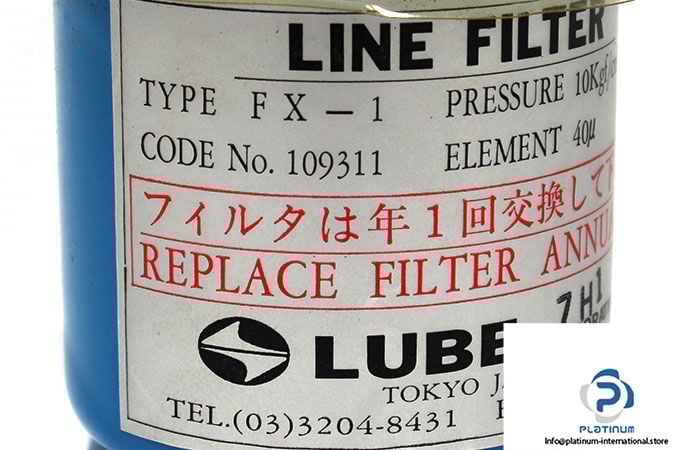 LINE FILTER
TYPE FX-1 PRESSURE 10Kgf/
CODE No. 109311 ELEMENT 40μ
フィルタは年1回交換して
REPLACE FILTER ANNU
7H1
LUBE
TOKYO J
TEL.(03)3204-8431
PLATINUM
info@platinum-international.store